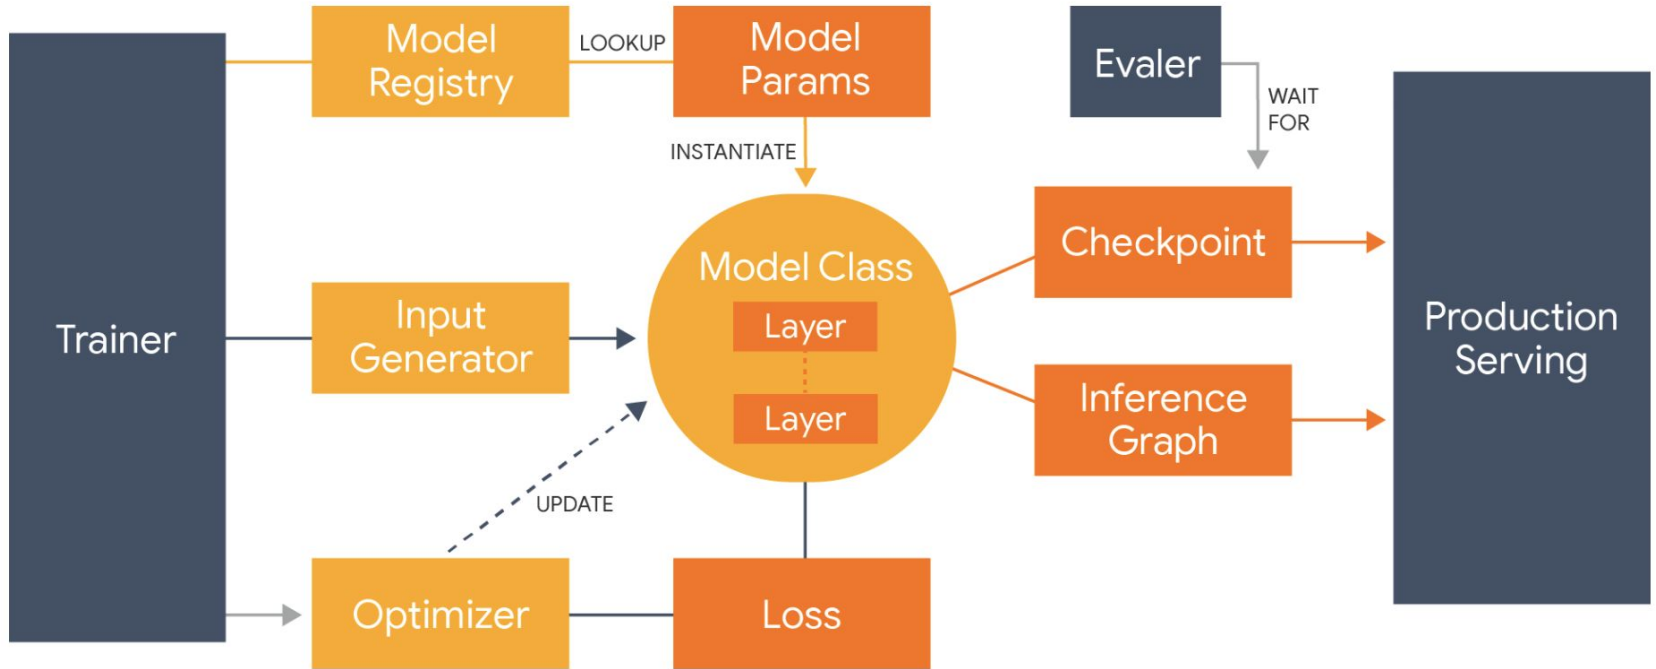 Trainer
Model
Registry
LOOKUP
Model
Params
INSTANTIATE
Evaler
WAIT
FOR
Input
Generator
Model Class
Layer
Layer
Checkpoint
Inference
Graph
Production
Serving
UPDATE
Optimizer
Loss